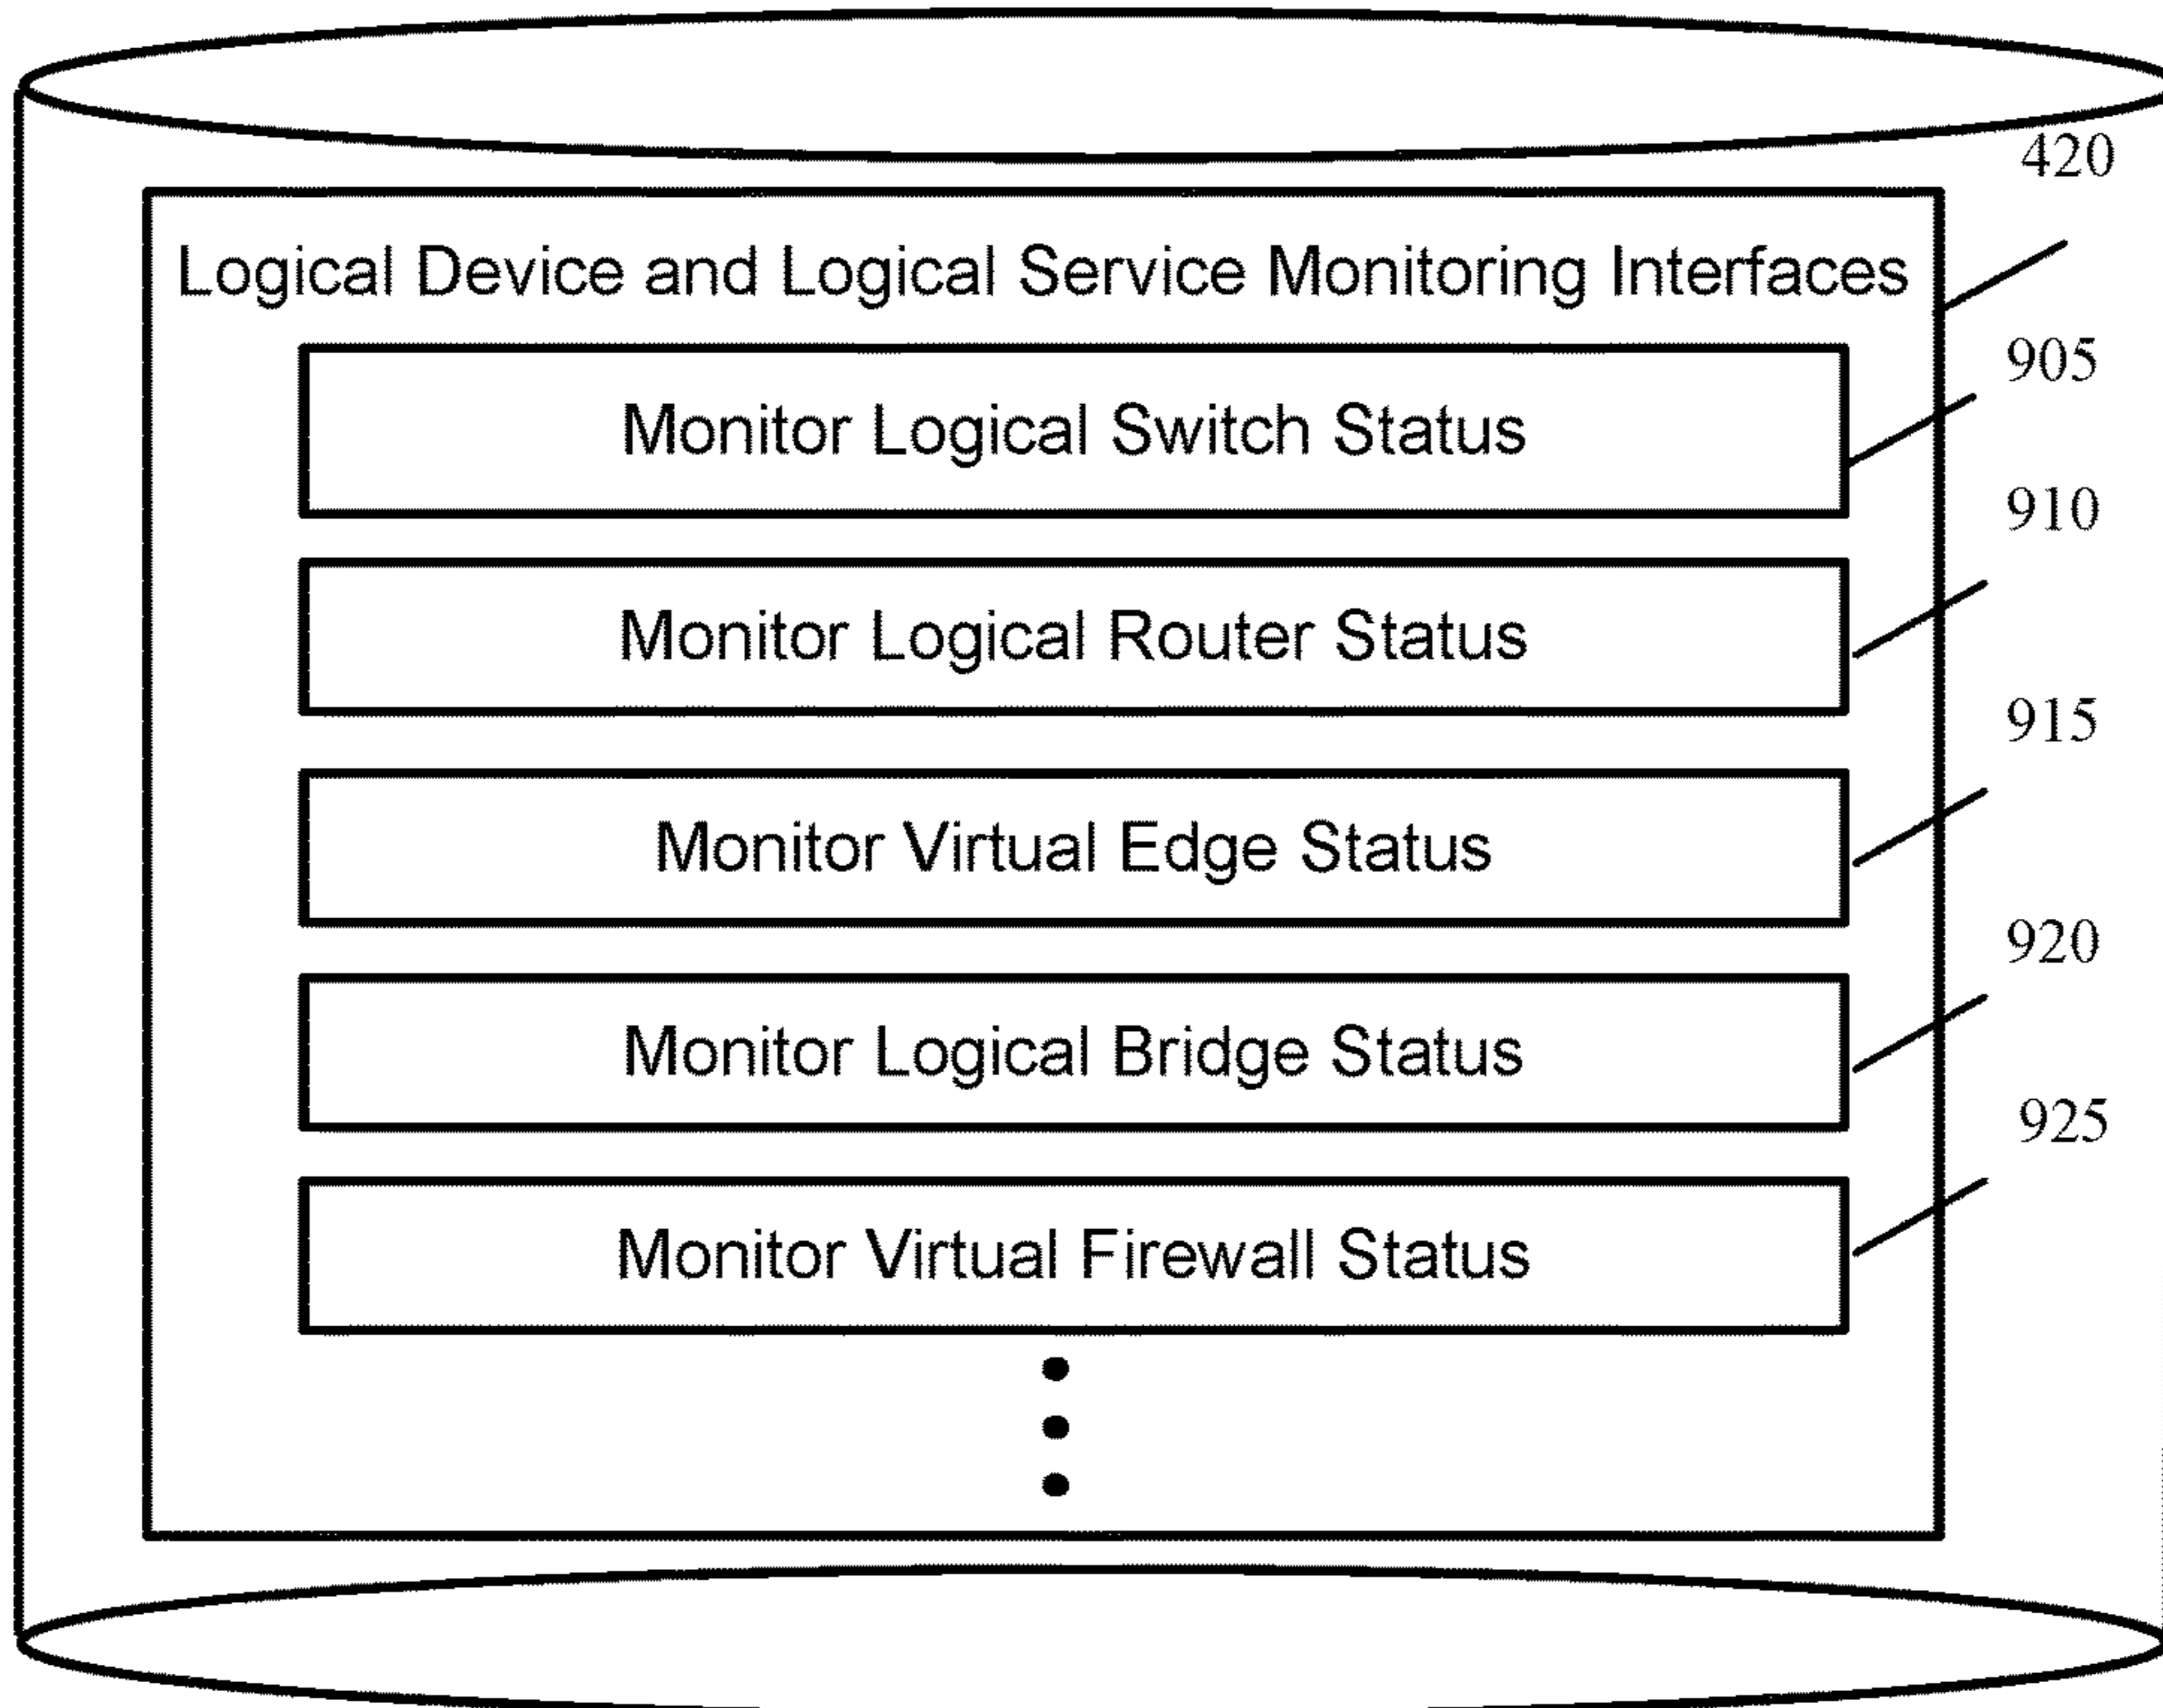 420
Logical Device and Logical Service Monitoring Interfaces
905
Monitor Logical Switch Status
910
Monitor Logical Router Status
915
Monitor Virtual Edge Status
920
Monitor Logical Bridge Status
925
Monitor Virtual Firewall Status